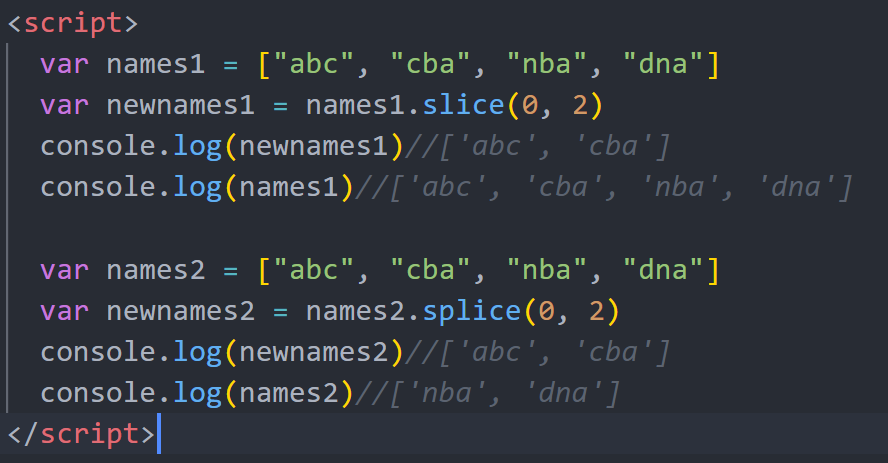 <script>
var names1 = ["abc", "cba", "nba", "dna"]
var newnames1 = names1.slice(0, 2)
console.log(newnames1)//['abc', 'cba']
console.log(names1)//['abc', 'cba', 'nba', 'dna']
var names2 = ["abc", "cba", "nba", "dna"]
var newnames2 = names2.splice(0, 2)
console.log(newnames2)//['abc', 'cba']
console.log(names2)//['nba', 'dna']
</script>